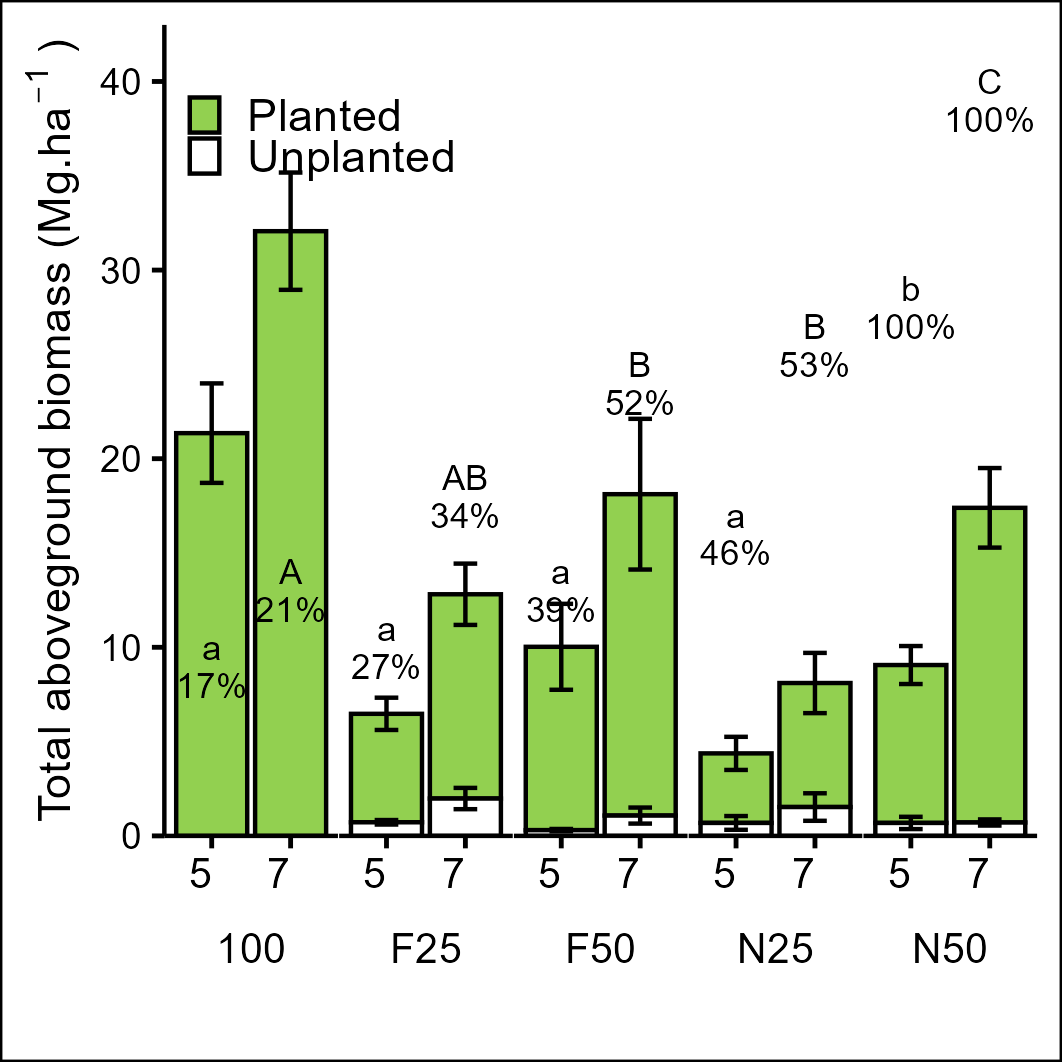 Total aboveground biomass (Mg.ha⁻¹ )
40
30
20
10
0
Planted
Unplanted
a
17%
A
21%
a
27%
AB
34%
a
39%
B
52%
a
46%
B
53%
b
100%
C
100%
5 7 5 7 5 7 5 7 5 7
100 F25 F50 N25 N50